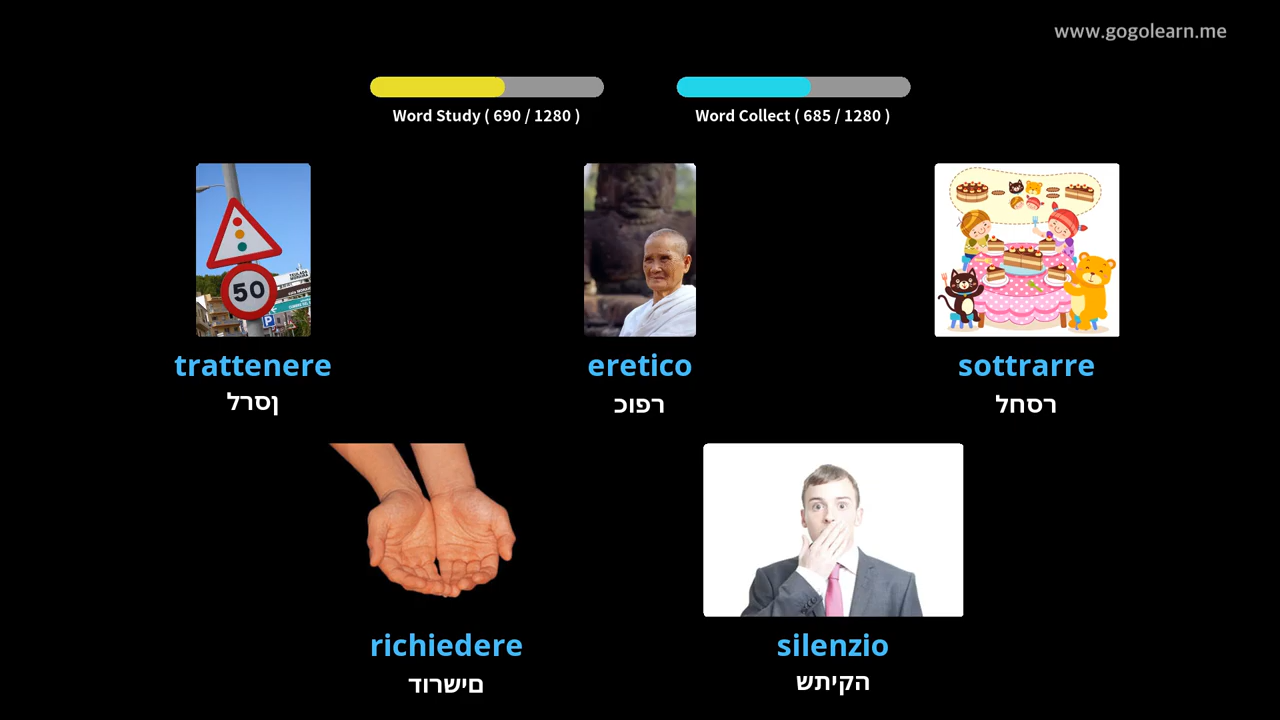 www.gogolearn.me
Word Study ( 690 / 1280 )
Word Collect ( 685 / 1280 )
50
P
trattenere
לרסן
eretico
כופר
sottrarre
לחסר
richiedere
דורשים
silenzio
שתיקה